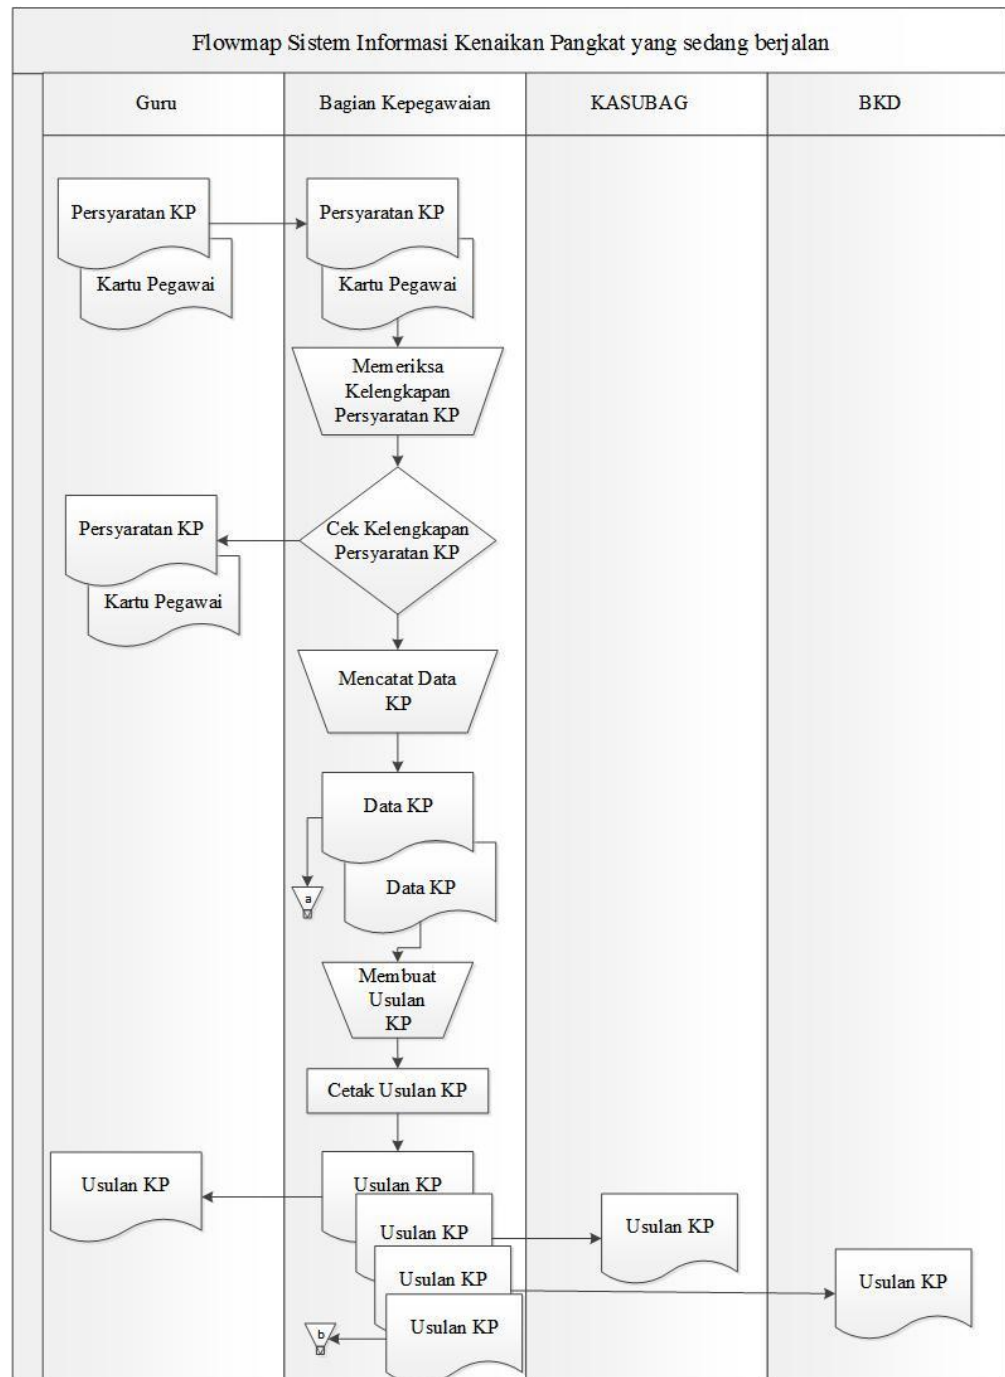 Flowmap Sistem Informasi Kenaikan Pangkat yang sedang berjalan
Guru
Bagian Kepegawaian
KASUBAG
BKD
Persyaratan KP
Kartu Pegawai
Persyaratan KP
Kartu Pegawai
Memeriksa
Kelengkapan
Persyaratan KP
Cek Kelengkapan
Persyaratan KP
Persyaratan KP
Kartu Pegawai
Mencatat Data
KP
Data KP
Data KP
a
Membuat
Usulan
KP
Cetak Usulan KP
Usulan KP
Usulan KP
Usulan KP
Usulan KP
Usulan KP
Usulan KP
Usulan KP
b